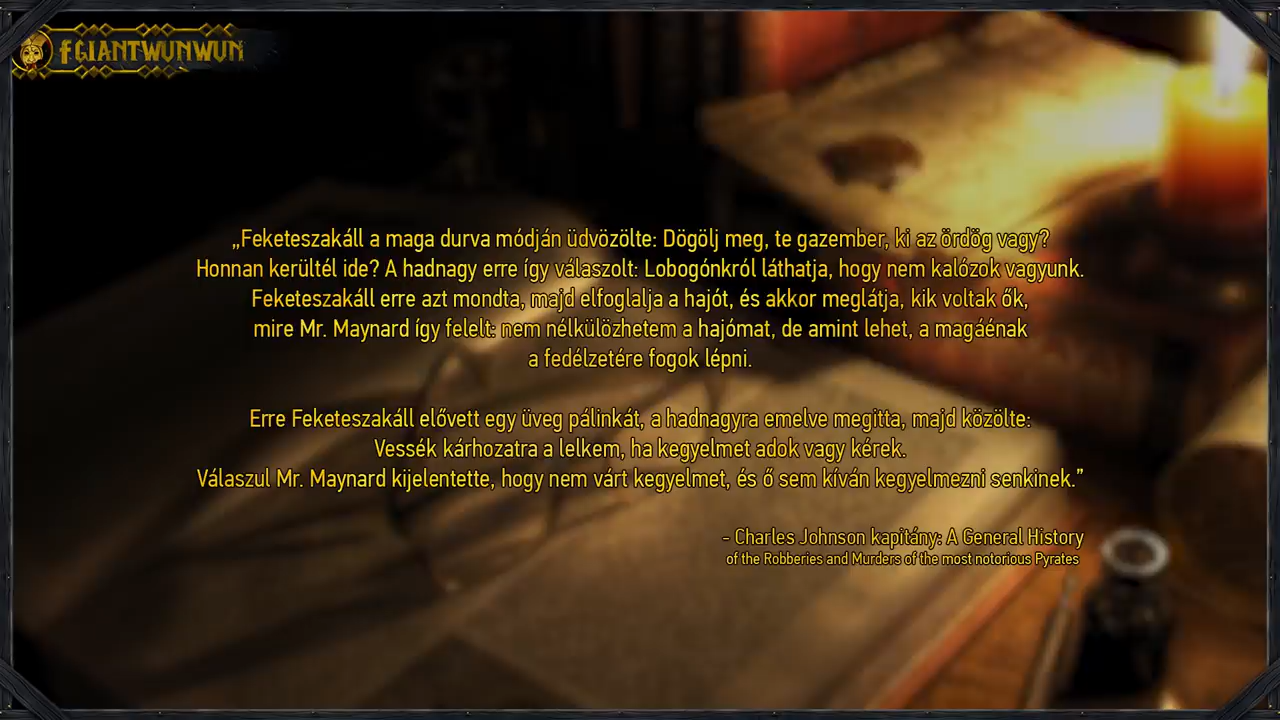 FGIANTWUNWUN
„Feketeszakáll a maga durva módján üdvözölte: Dögölj meg, te gazember, ki az ördög vagy?
Honnan kerültél ide? A hadnagy erre így válaszolt: Lobogónkról láthatja, hogy nem kalózok vagyunk.
Feketeszakáll erre azt mondta, majd elfoglalja a hajót, és akkor meglátja, kik voltak ők,
mire Mr. Maynard így felelt: nem nélkülözhetem a hajómat, de amint lehet, a magáénak
a fedélzetére fogok lépni.
Erre Feketeszakáll elővett egy üveg pálinkát, a hadnagyra emelve megitta, majd közölte:
Vessék kárhozatra a lelkem, ha kegyelmet adok vagy kérek.
Válaszul Mr. Maynard kijelentette, hogy nem várt kegyelmet, és ő sem kíván kegyelmezni senkinek.”
- Charles Johnson kapitány: A General History
of the Robberies and Murders of the most notorious Pyrates